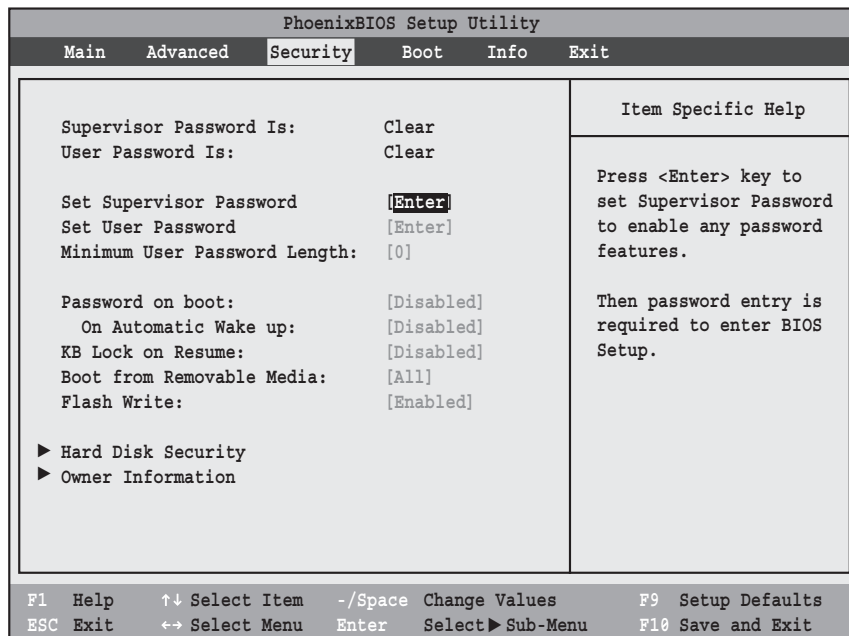 PhoenixBIOS Setup Utility
Main Advanced Security Boot Info Exit
Supervisor Password Is: Clear
User Password Is: Clear
Set Supervisor Password [Enter]
Set User Password [Enter]
Minimum User Password Length: [0]
Password on boot: [Disabled]
On Automatic Wake up: [Disabled]
KB Lock on Resume: [Disabled]
Boot from Removable Media: [All]
Flash Write: [Enabled]
▶ Hard Disk Security
▶ Owner Information
Item Specific Help
Press <Enter> key to
set Supervisor Password
to enable any password
features.
Then password entry is
required to enter BIOS
Setup.
F1 Help ↑↓ Select Item -/Space Change Values F9 Setup Defaults
ESC Exit ←→ Select Menu Enter Select ▶ Sub-Menu F10 Save and Exit